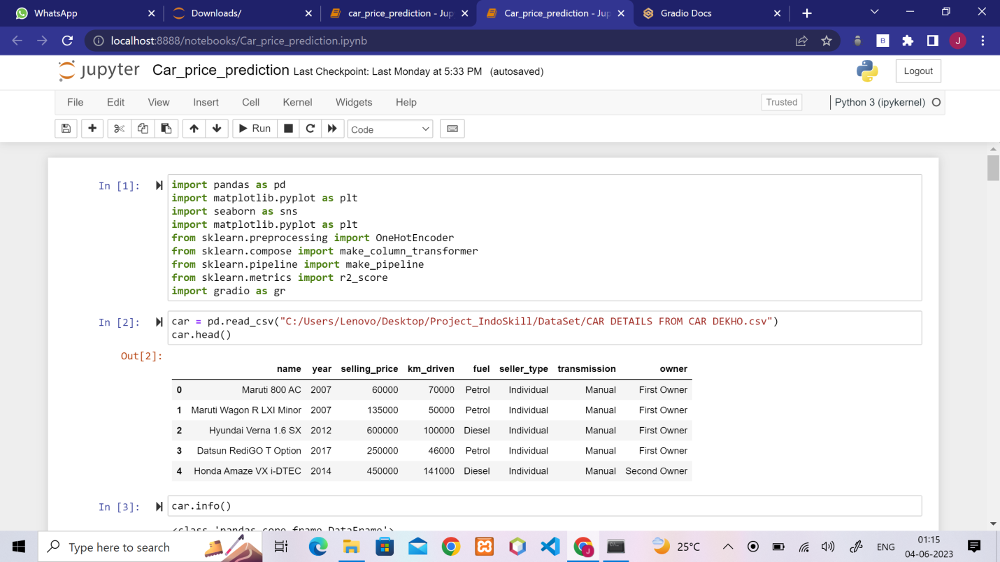 WhatsApp
Downloads/
car_price_prediction - Jup
Car_price_prediction - Jup
Gradio Docs
localhost:8888/notebooks/Car_price_prediction.ipynb
B
J
jupyter Car_price_prediction Last Checkpoint: Last Monday at 5:33 PM (autosaved)
Logout
File Edit View Insert Cell Kernel Widgets Help
Trusted
Python 3 (ipykernel)
Run
Code
In [1]:
import pandas as pd
import matplotlib.pyplot as plt
import seaborn as sns
import matplotlib.pyplot as plt
from sklearn.preprocessing import OneHotEncoder
from sklearn.compose import make_column_transformer
from sklearn.pipeline import make_pipeline
from sklearn.metrics import r2_score
import gradio as gr
In [2]:
car = pd.read_csv("C:/Users/Lenovo/Desktop/Project_IndoSkill/DataSet/CAR DETAILS FROM CAR DEKHO.csv")
car.head()
Out[2]:
name year selling_price km_driven fuel seller_type transmission owner
0 Maruti 800 AC 2007 60000 70000 Petrol Individual Manual First Owner
1 Maruti Wagon R LXI Minor 2007 135000 50000 Petrol Individual Manual First Owner
2 Hyundai Verna 1.6 SX 2012 600000 100000 Diesel Individual Manual First Owner
3 Datsun RediGO T Option 2017 250000 46000 Petrol Individual Manual First Owner
4 Honda Amaze VX i-DTEC 2014 450000 141000 Diesel Individual Manual Second Owner
In [3]:
car.info()
<class 'pandas.core.frame.DataFrame'>
Type here to search
25°C
ENG
01:15
04-06-2023